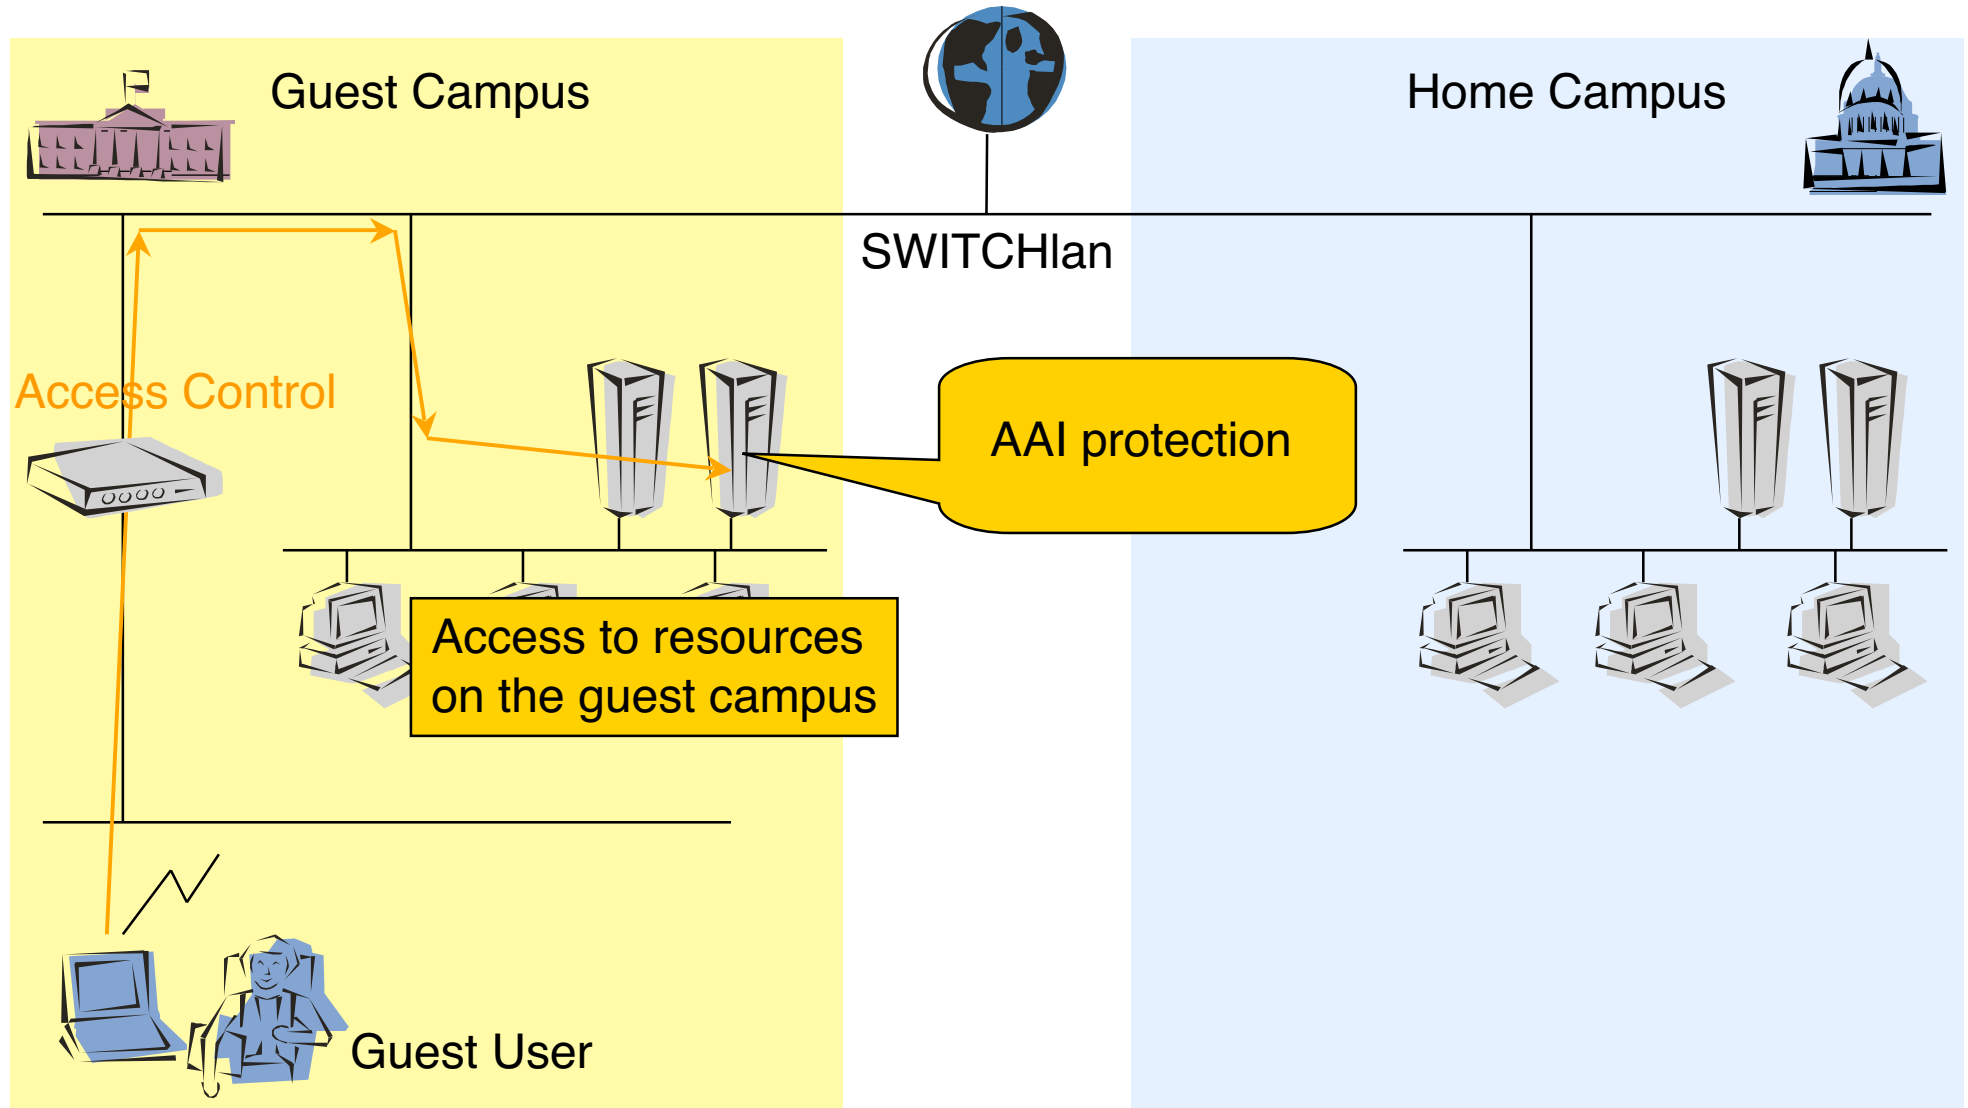 Guest Campus
Home Campus
SWITCHlan
Access Control
AAI protection
Access to resources
on the guest campus
Guest User